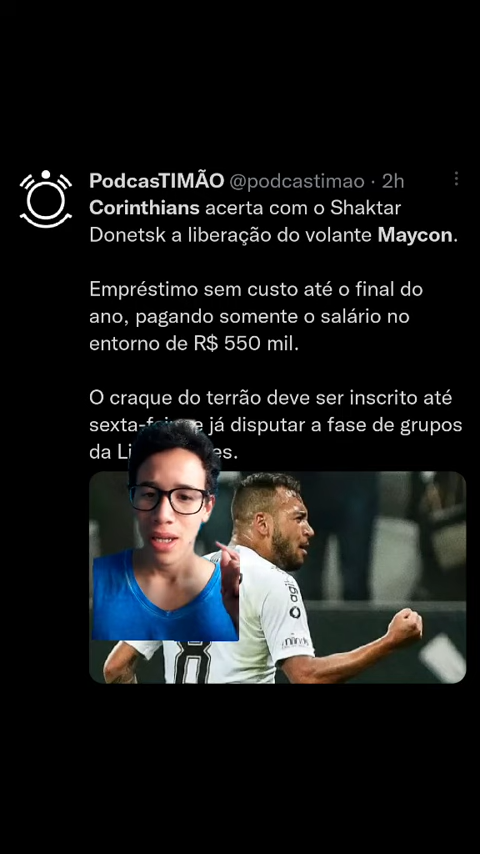 PodcasTIMÃO @podcastimao · 2h
Corinthians acerta com o Shaktar
Donetsk a liberação do volante Maycon.
Empréstimo sem custo até o final do
ano, pagando somente o salário no
entorno de R$ 550 mil.
O craque do terrão deve ser inscrito até
e já disputar a fase de grupos
da
8